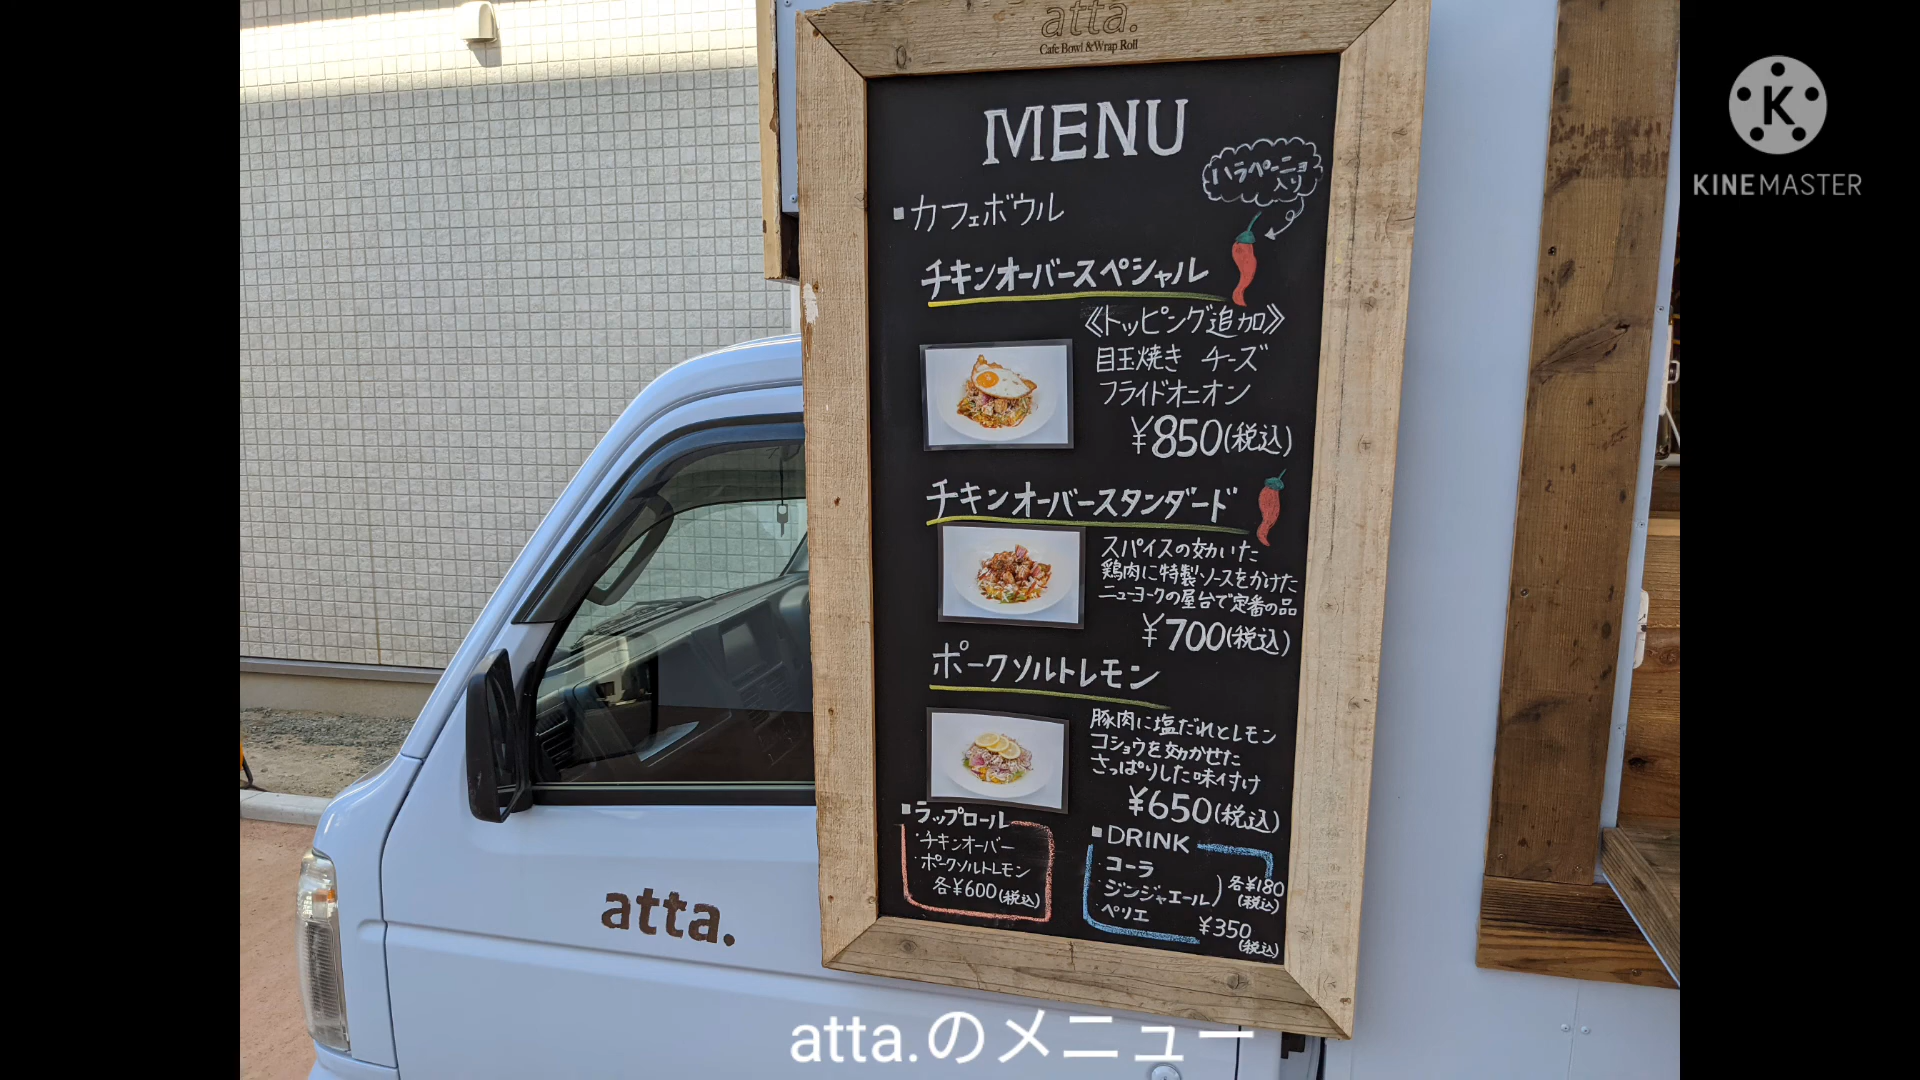 atta.
Cafe Bowl & Wrap Roll
MENU
ハラペーニョ
入り
▪カフェボウル
チキンオーバースペシャル
《トッピング追加》
目玉焼き チーズ
フライドオニオン
¥850(税込)
チキンオーバースタンダード
スパイスの効いた
鶏肉に特製ソースをかけた
ニューヨークの屋台で定番の品
¥700(税込)
ポークソルトレモン
豚肉に塩だれとレモン
コショウを効かせた
さっぱりした味付け
¥650(税込)
▪ラップロール
・チキンオーバー
・ポークソルトレモン
各¥600(税込)
▪DRINK
・コーラ
・ジンジャエール
各¥180
(税込)
・ペリエ
¥350
(税込)
atta.
atta.のメニュー
K
KINEMASTER